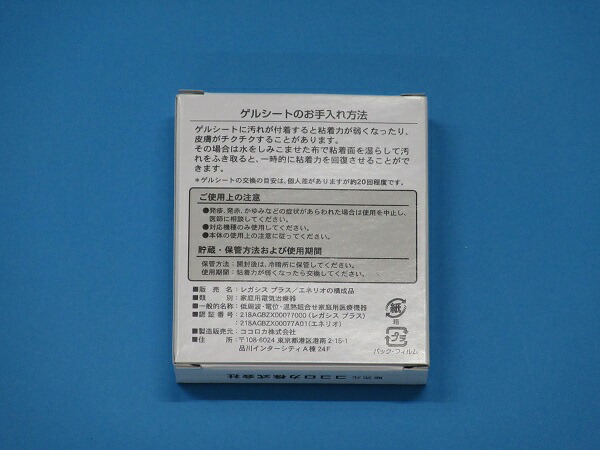 ゲルシートのお手入れ方法
ゲルシートに汚れが付着すると粘着力が弱くなったり、
皮膚がチクチクすることがあります。
その場合は水をしみこませた布で粘着面を湿らして汚
れをふき取ると、一時的に粘着力を回復させることがで
きます。
*ゲルシートの交換の目安は、個人差がありますが約20回程度です。
ご使用上の注意
●発疹、発赤、かゆみなどの症状があらわれた場合は使用を中止し、
医師に相談してください。
●対応機種のみ使用してください。
●本体の使用上の注意に従ってください。
貯蔵・保管方法および使用期間
保管方法:開封後は、冷暗所に保管してください。
使用期間:粘着力が弱くなったら交換してください。
■販売名:レガシス プラス/エネリオの構成品
■類別:家庭用電気治療器
■一般的名称:低周波・電位・温熱組合せ家庭用医療機器
■認証番号:218AGBZX00077000(レガシス プラス)
:218AGBZX00077A01(エネリオ)
■製造販売元:ココロカ株式会社
■住所:〒108-6024 東京都港区港南2-15-1
品川インターシティA棟24F
紙
箱
プラ
パック・フィルム
販売元 ココロカ株式会社